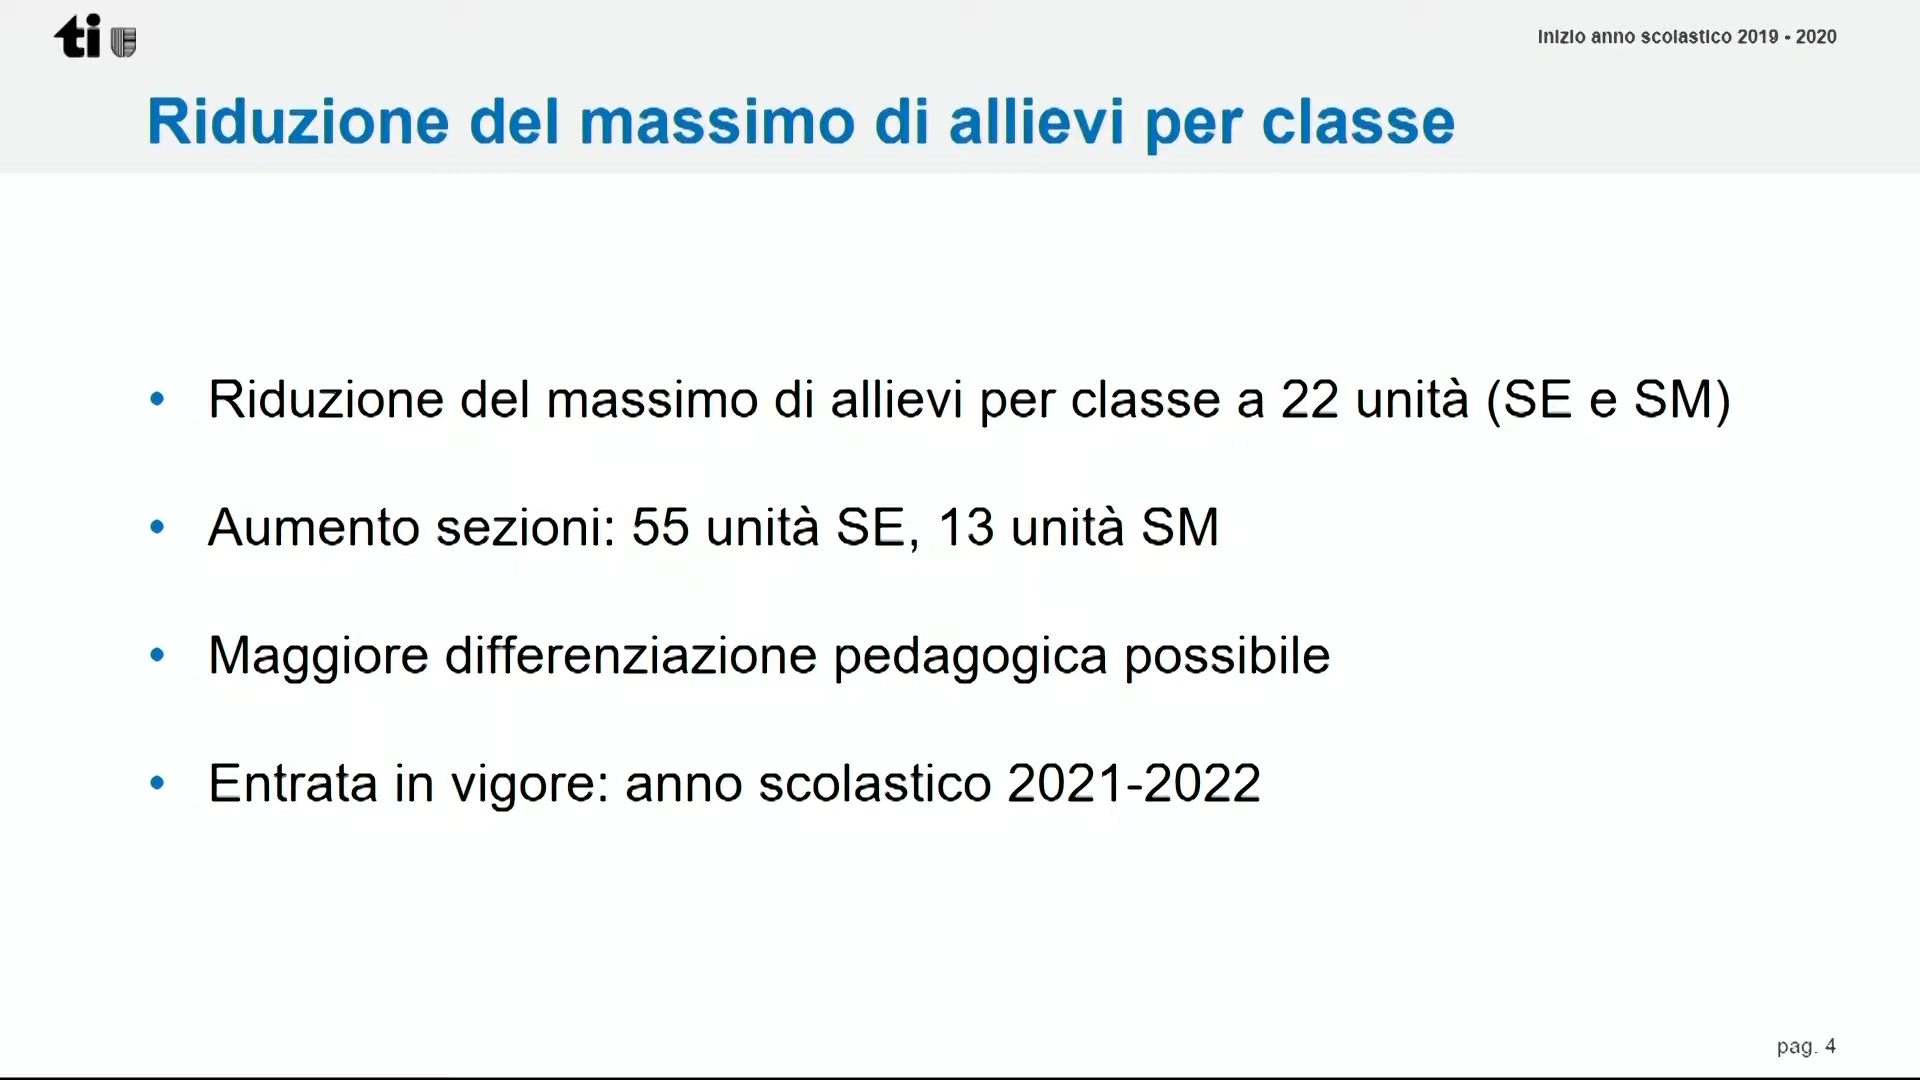 ti
Inizio anno scolastico 2019 - 2020
Riduzione del massimo di allievi per classe
• Riduzione del massimo di allievi per classe a 22 unità (SE e SM)
• Aumento sezioni: 55 unità SE, 13 unità SM
• Maggiore differenziazione pedagogica possibile
• Entrata in vigore: anno scolastico 2021-2022
pag. 4